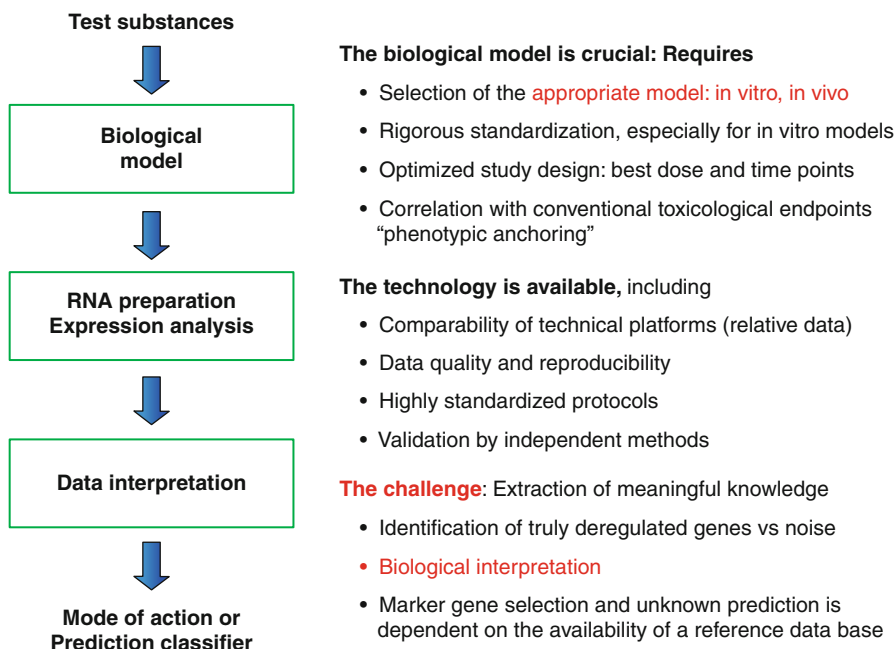 Test substances
Biological
model
RNA preparation
Expression analysis
Data interpretation
Mode of action or
Prediction classifier
The biological model is crucial: Requires
• Selection of the appropriate model: in vitro, in vivo
• Rigorous standardization, especially for in vitro models
• Optimized study design: best dose and time points
• Correlation with conventional toxicological endpoints
“phenotypic anchoring”
The technology is available, including
• Comparability of technical platforms (relative data)
• Data quality and reproducibility
• Highly standardized protocols
• Validation by independent methods
The challenge: Extraction of meaningful knowledge
• Identification of truly deregulated genes vs noise
• Biological interpretation
• Marker gene selection and unknown prediction is
dependent on the availability of a reference data base